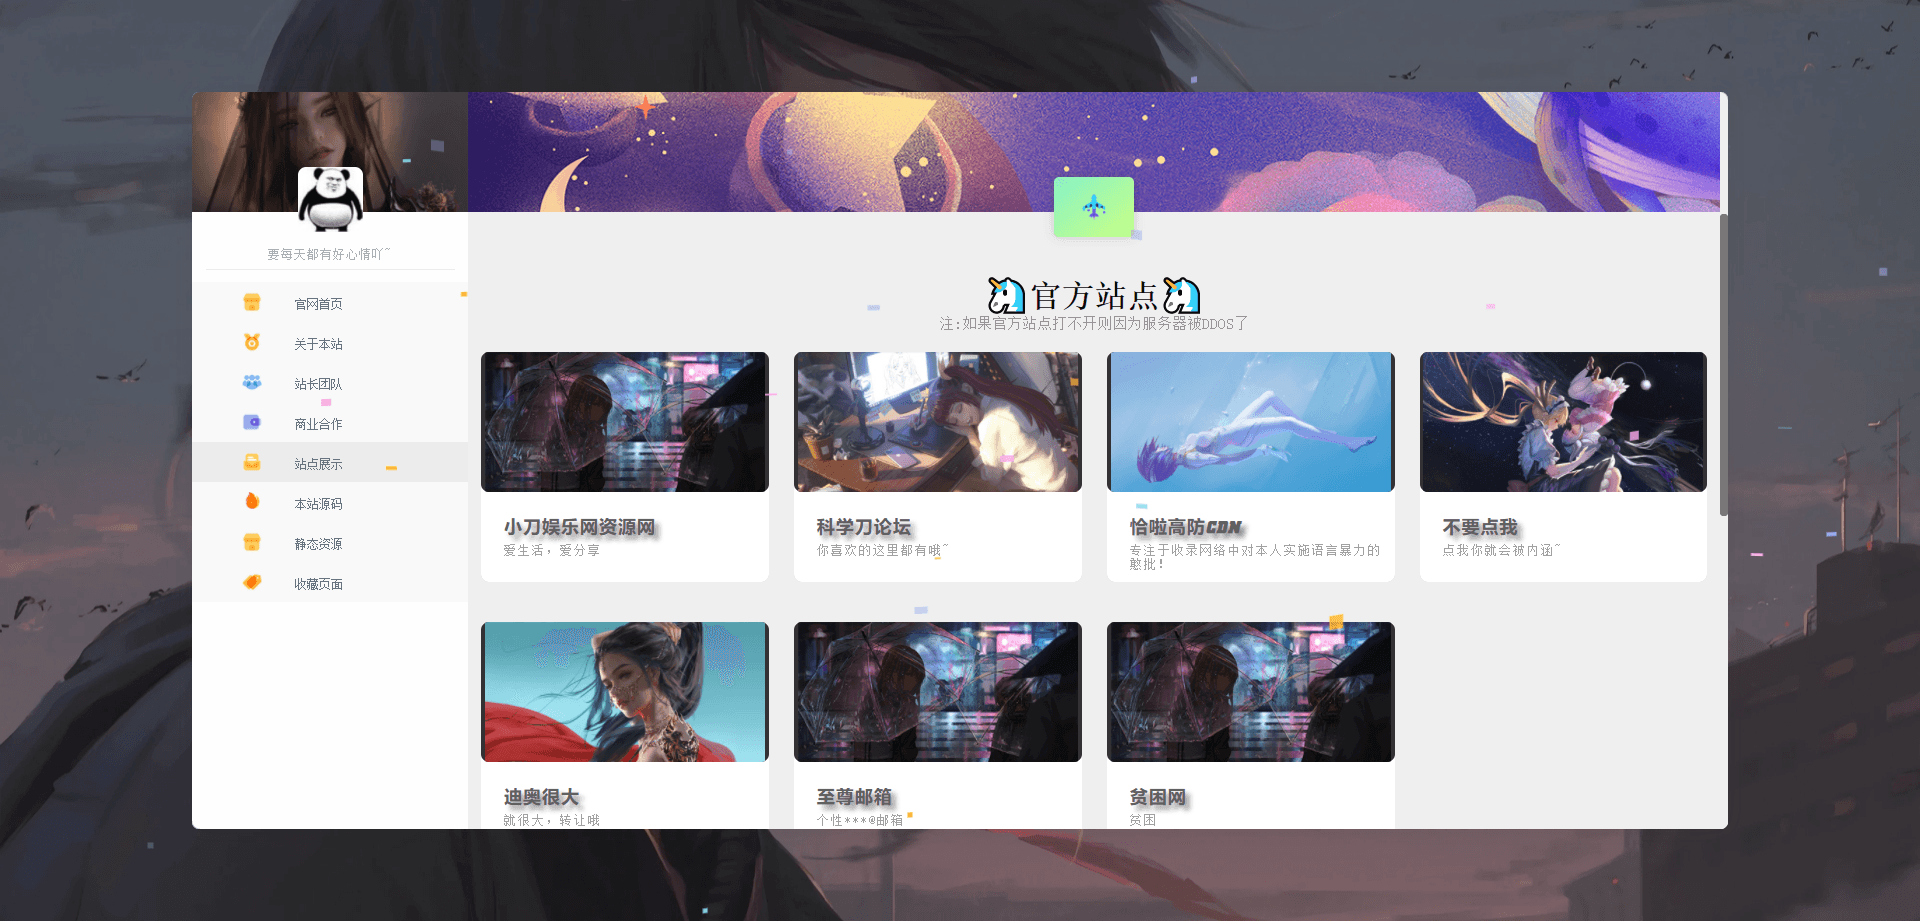 要每天都有好心情吖~
官网首页
关于本站
站长团队
商业合作
站点展示
本站源码
静态资源
收藏页面
官方站点
注:如果官方站点打不开则因为服务器被DDOS了
小刀娱乐网资源网
爱生活，爱分享
科学刀论坛
你喜欢的这里都有哦~
恰啦高防CDN
专注于收录网络中对本人实施语言暴力的
憨批！
不要点我
点我你就会被内涵~
迪奥很大
就很大，转让哦
至尊邮箱
个性***@邮箱
贫困网
贫困